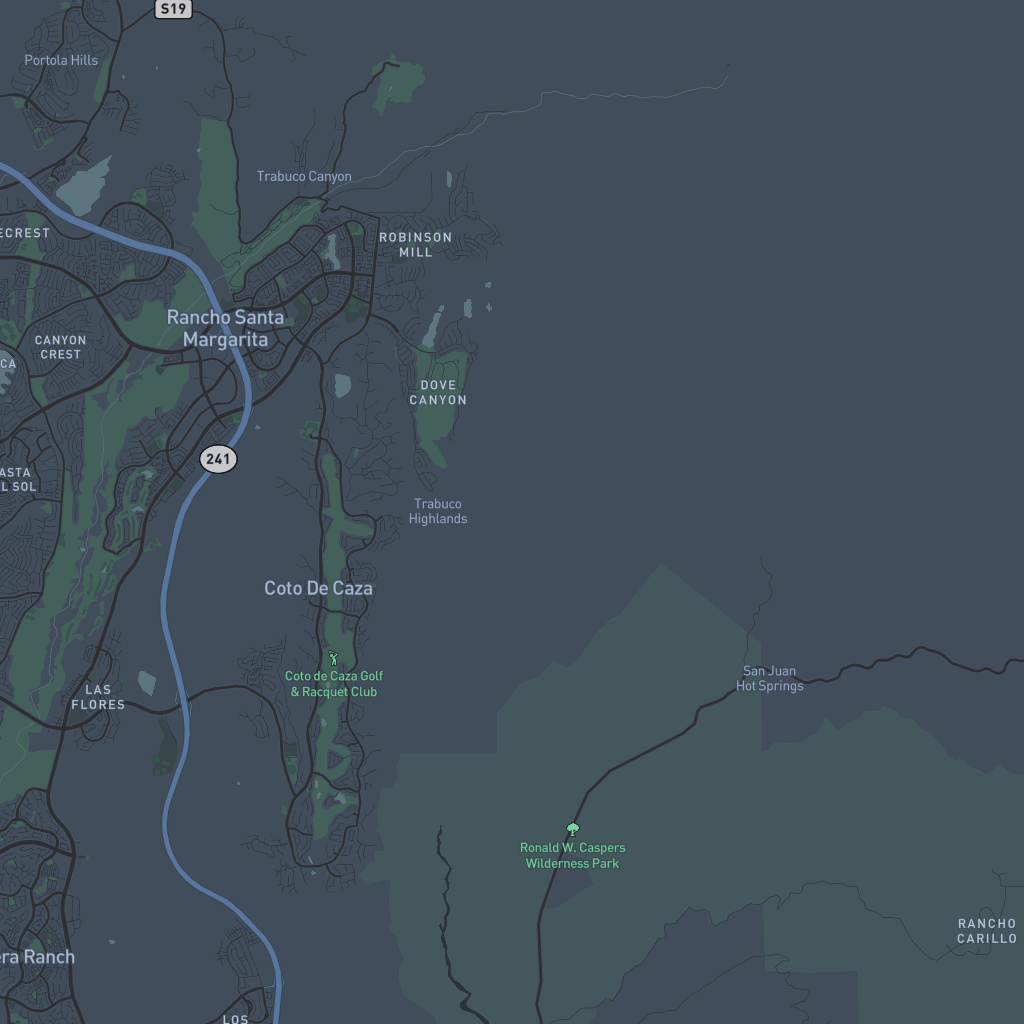 S19
Portola Hills
Trabuco Canyon
ECREST
ROBINSON
MILL
Rancho Santa
Margarita
CANYON
CREST
CA
DOVE
CANYON
241
ASTA
L SOL
Trabuco
Highlands
Coto De Caza
Coto de Caza Golf
& Racquet Club
San Juan
Hot Springs
LAS
FLORES
Ronald W. Caspers
Wilderness Park
RANCHO
CARILLO
era Ranch
LOS